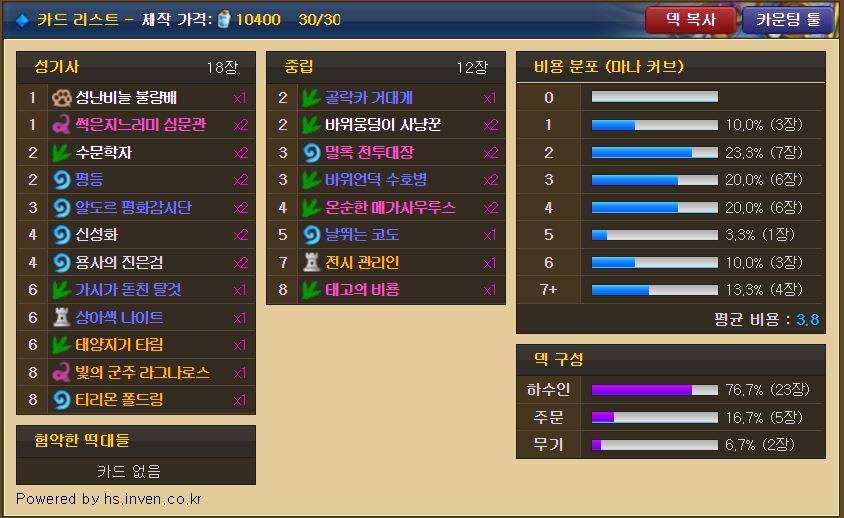 카드 리스트 - 제작 가격: 10400 30/30
덱 복사
카운팅 툴
성기사 18장
1 성난비늘 불량배 x1
1 썩은지느러미 심문관 x2
2 수문학자 x2
2 평등 x2
3 알도르 평화감시단 x2
4 신성화 x2
4 용사의 진은검 x2
6 가시가 돋친 탈것 x1
6 상아색 나이트 x1
6 태양지기 타림 x1
8 빛의 군주 라그나로스 x1
8 티리온 폴드링 x1
험악한 떡대들
카드 없음
Powered by hs.inven.co.kr
중립 12장
2 골락카 거대게 x1
2 바위웅덩이 사냥꾼 x2
3 멀록 전투대장 x2
3 바위언덕 수호병 x2
4 온순한 메가사우루스 x2
5 날뛰는 코도 x1
7 전시 관리인 x1
8 태고의 비룡 x1
비용 분포 (마나 커브)
0
1 10,0% (3장)
2 23,3% (7장)
3 20,0% (6장)
4 20,0% (6장)
5 3,3% (1장)
6 10,0% (3장)
7+ 13,3% (4장)
평균 비용 : 3.8
덱 구성
하수인 76,7% (23장)
주문 16,7% (5장)
무기 6,7% (2장)